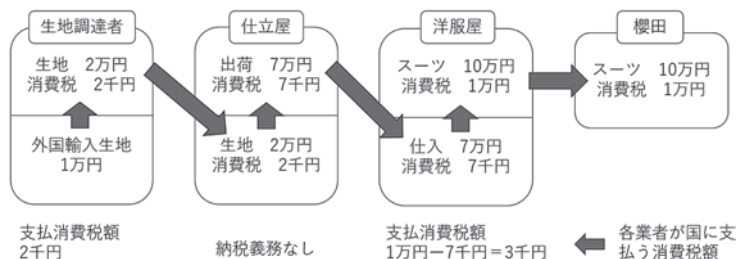 生地調達者
生地 2万円
消費税 2千円
外国輸入生地
1万円
支払消費税額
2千円
仕立屋
出荷 7万円
消費税 7千円
生地 2万円
消費税 2千円
納税義務なし
洋服屋
スーツ 10万円
消費税 1万円
仕入 7万円
消費税 7千円
支払消費税額
1万円ー7千円＝3千円
櫻田
スーツ 10万円
消費税 1万円
各業者が国に支
払う消費税額